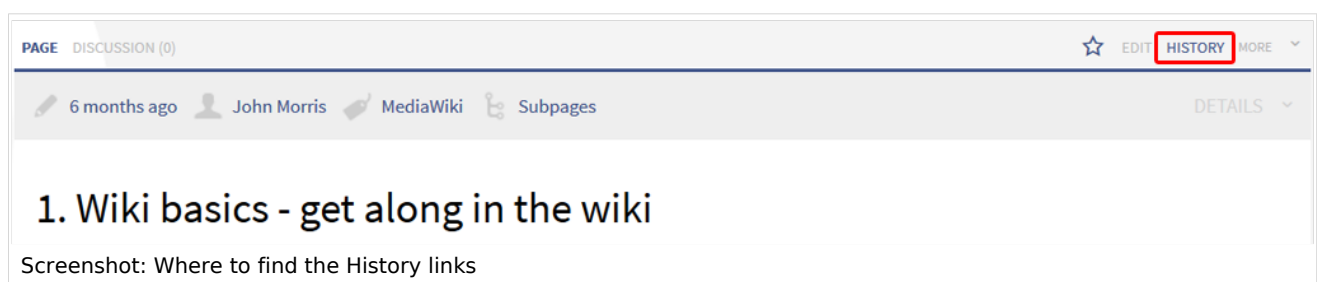 PAGE DISCUSSION (0) EDIT HISTORY MORE
6 months ago John Morris MediaWiki Subpages DETAILS
1. Wiki basics - get along in the wiki
Screenshot: Where to find the History links